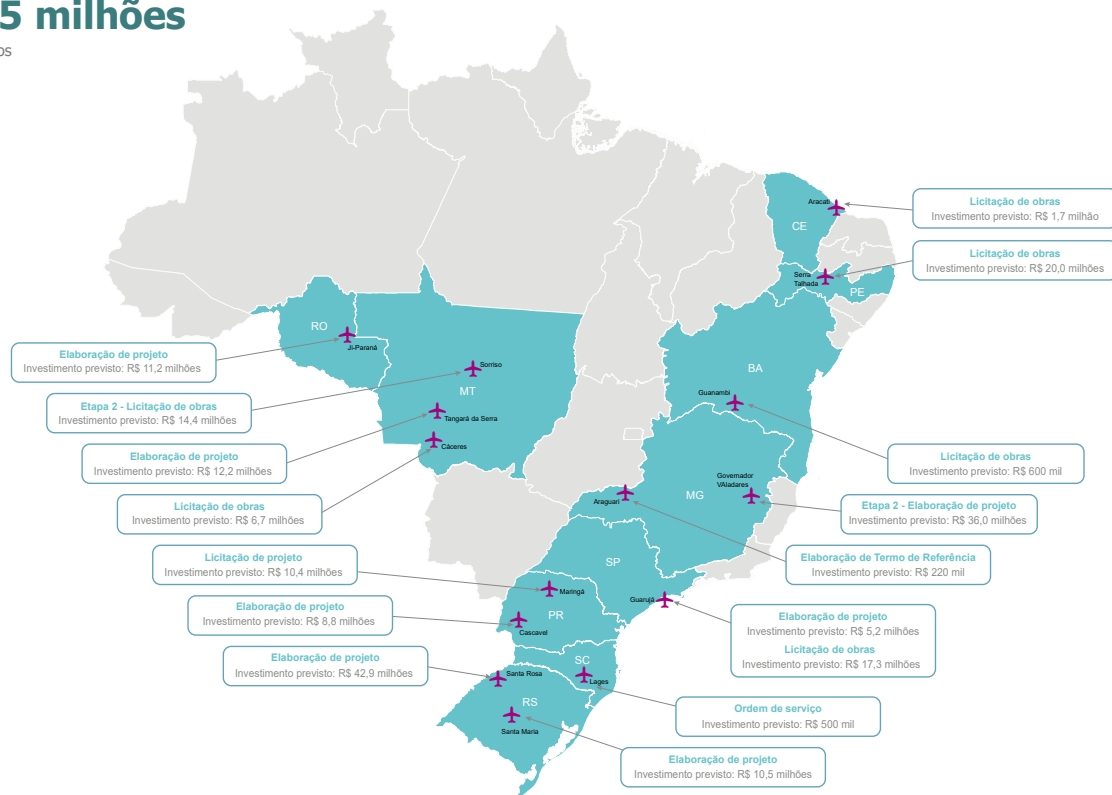 5 milhões
os
Aracati
Licitação de obras
Investimento previsto: R$ 1,7 milhão
CE
Licitação de obras
Investimento previsto: R$ 20,0 milhões
Serra
Talhada
PE
RO
Ji-Paraná
Elaboração de projeto
Investimento previsto: R$ 11,2 milhões
Sorriso
MT
BA
Guanambi
Etapa 2 - Licitação de obras
Investimento previsto: R$ 14,4 milhões
Tangará da Serra
Cáceres
Elaboração de projeto
Investimento previsto: R$ 12,2 milhões
Licitação de obras
Investimento previsto: R$ 600 mil
Governador
VAladares
MG
Araguari
Licitação de obras
Investimento previsto: R$ 6,7 milhões
Etapa 2 - Elaboração de projeto
Investimento previsto: R$ 36,0 milhões
Licitação de projeto
Investimento previsto: R$ 10,4 milhões
Elaboração de Termo de Referência
Investimento previsto: R$ 220 mil
SP
Maringá
Guarujá
PR
Cascavel
Elaboração de projeto
Investimento previsto: R$ 8,8 milhões
Elaboração de projeto
Investimento previsto: R$ 5,2 milhões
Licitação de obras
Investimento previsto: R$ 17,3 milhões
Elaboração de projeto
Investimento previsto: R$ 42,9 milhões
SC
Santa Rosa
Lages
RS
Santa Maria
Ordem de serviço
Investimento previsto: R$ 500 mil
Elaboração de projeto
Investimento previsto: R$ 10,5 milhões